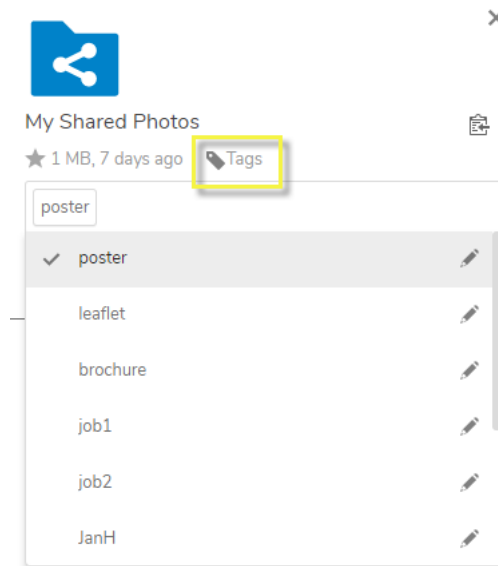 My Shared Photos
1 MB, 7 days ago Tags
poster
poster
leaflet
brochure
job1
job2
JanH